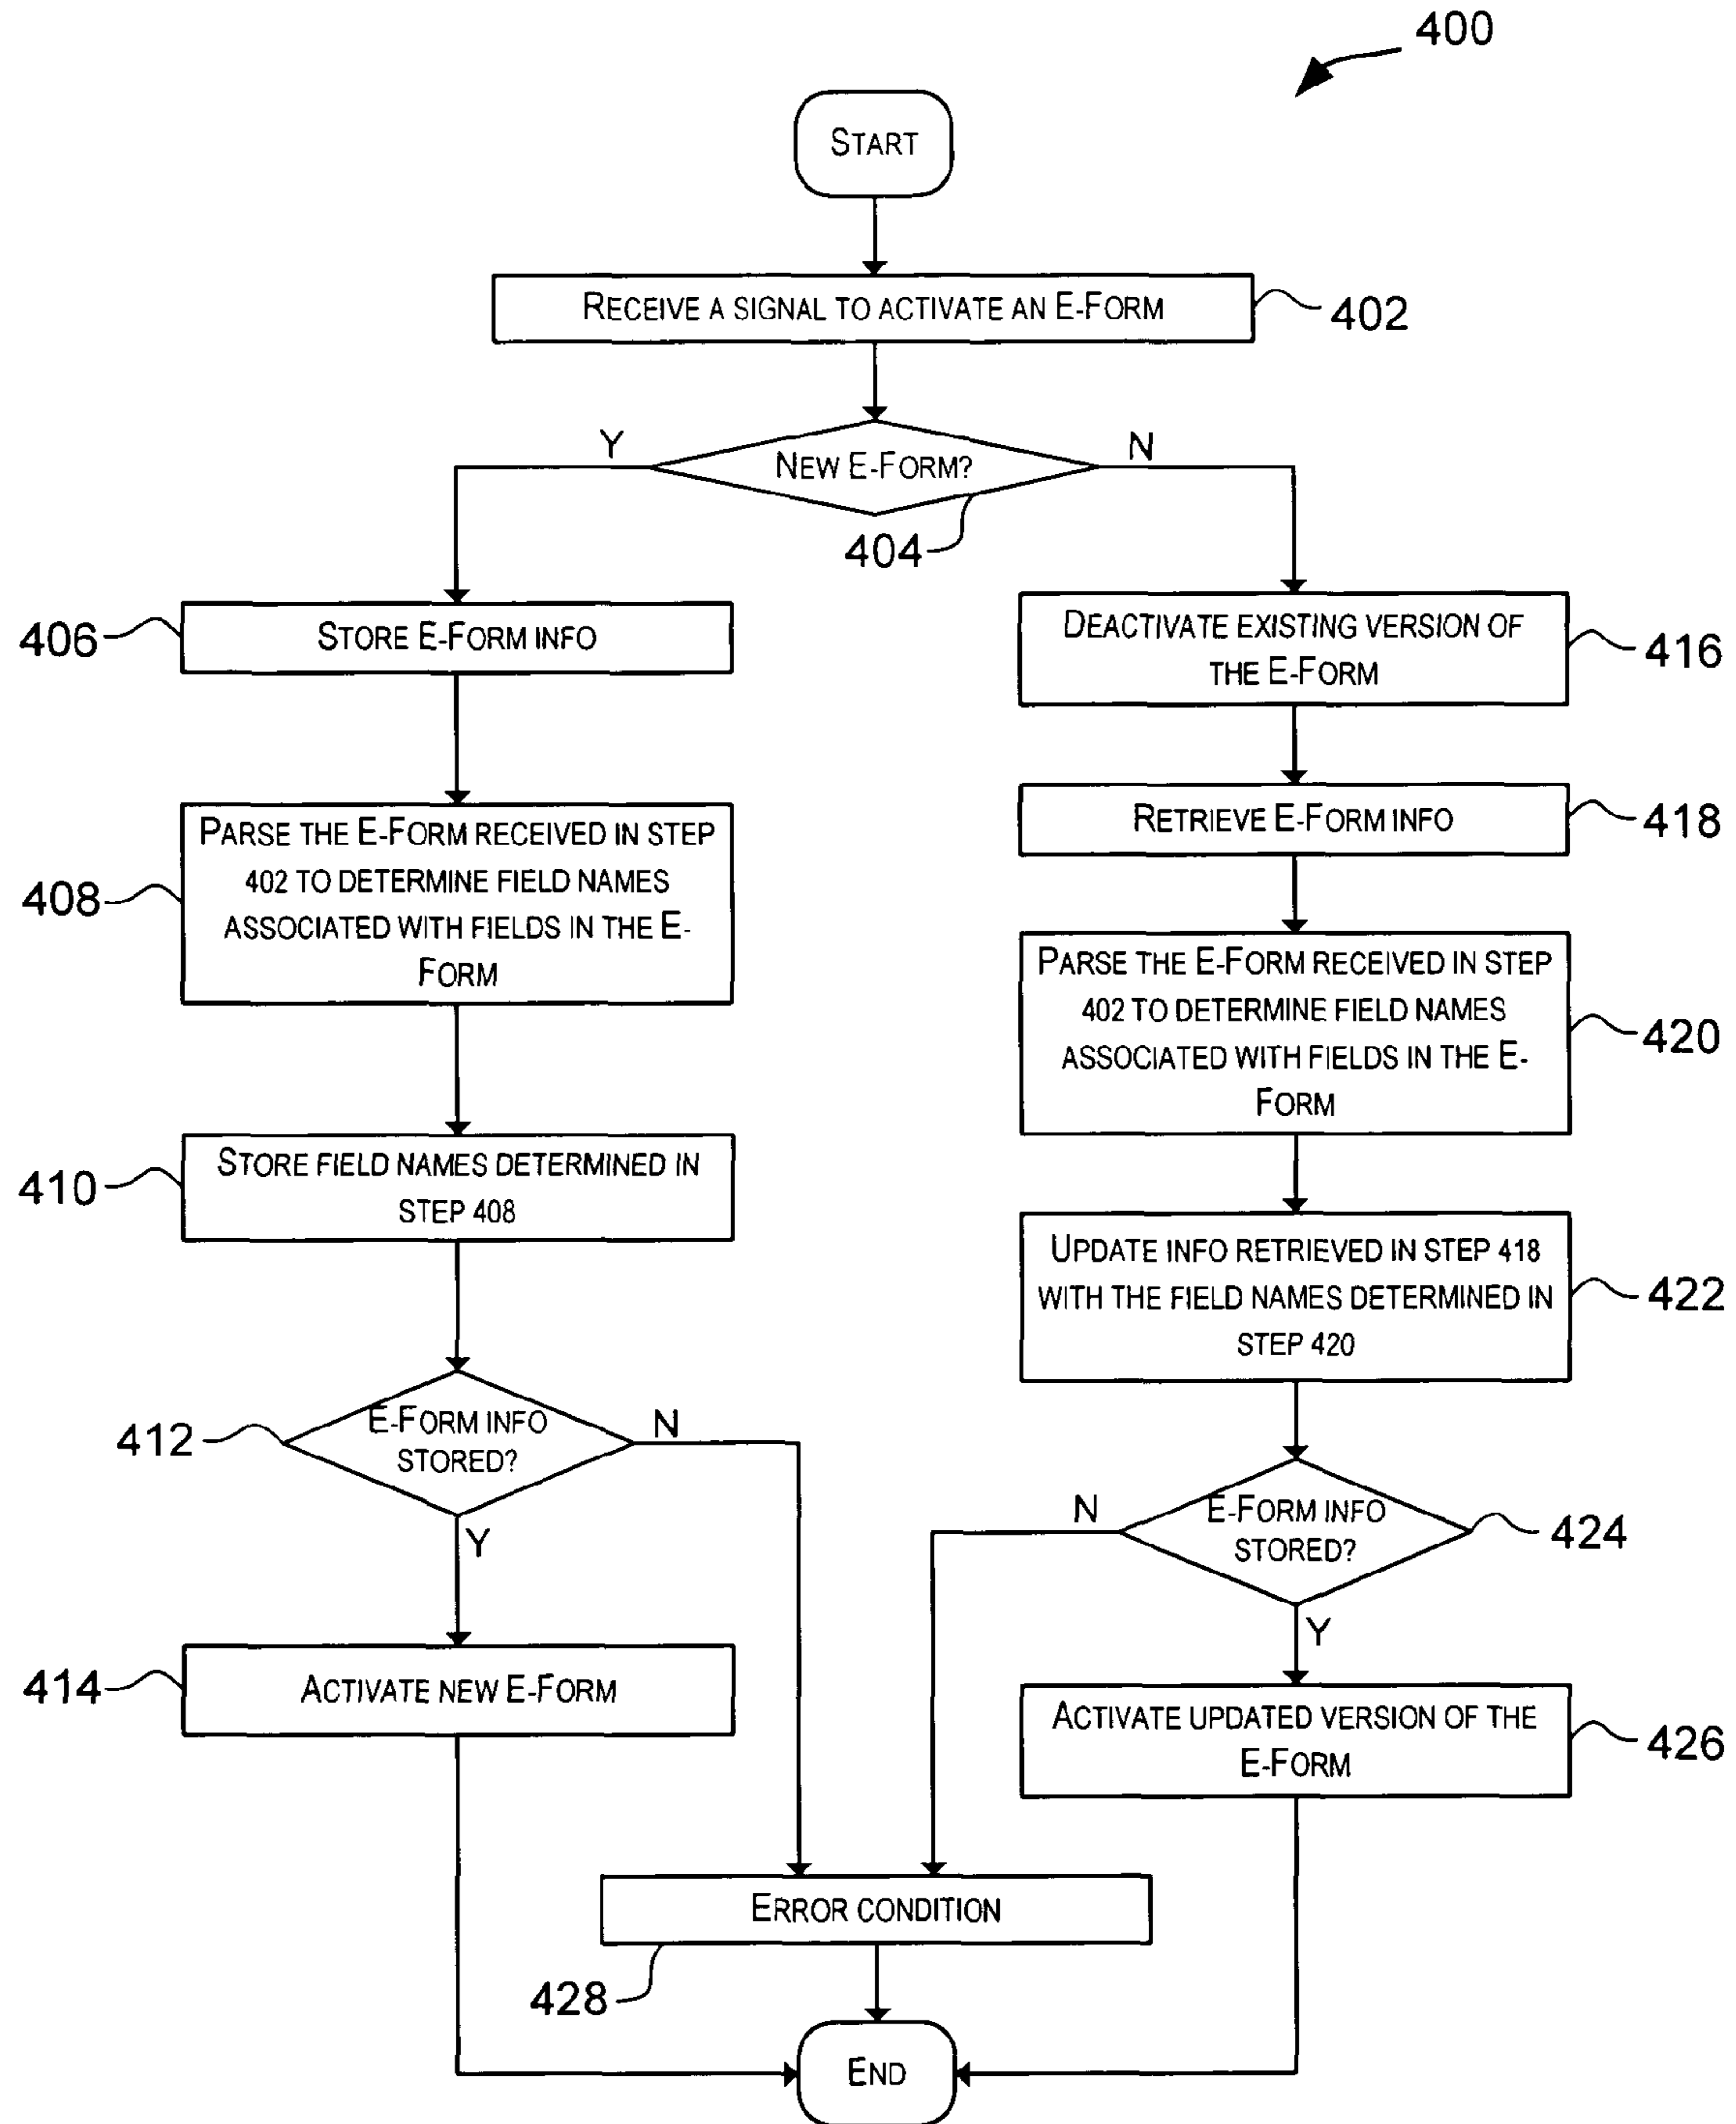 400
START
RECEIVE A SIGNAL TO ACTIVATE AN E-FORM
402
Y
NEW E-FORM?
N
404
406
STORE E-FORM INFO
DEACTIVATE EXISTING VERSION OF
THE E-FORM
416
RETRIEVE E-FORM INFO
418
408
PARSE THE E-FORM RECEIVED IN STEP
402 TO DETERMINE FIELD NAMES
ASSOCIATED WITH FIELDS IN THE E-
FORM
PARSE THE E-FORM RECEIVED IN STEP
402 TO DETERMINE FIELD NAMES
ASSOCIATED WITH FIELDS IN THE E-
FORM
420
410
STORE FIELD NAMES DETERMINED IN
STEP 408
UPDATE INFO RETRIEVED IN STEP 418
WITH THE FIELD NAMES DETERMINED IN
STEP 420
422
412
E-FORM INFO
STORED?
N
Y
N
E-FORM INFO
STORED?
424
Y
414
ACTIVATE NEW E-FORM
ACTIVATE UPDATED VERSION OF THE
E-FORM
426
ERROR CONDITION
428
END